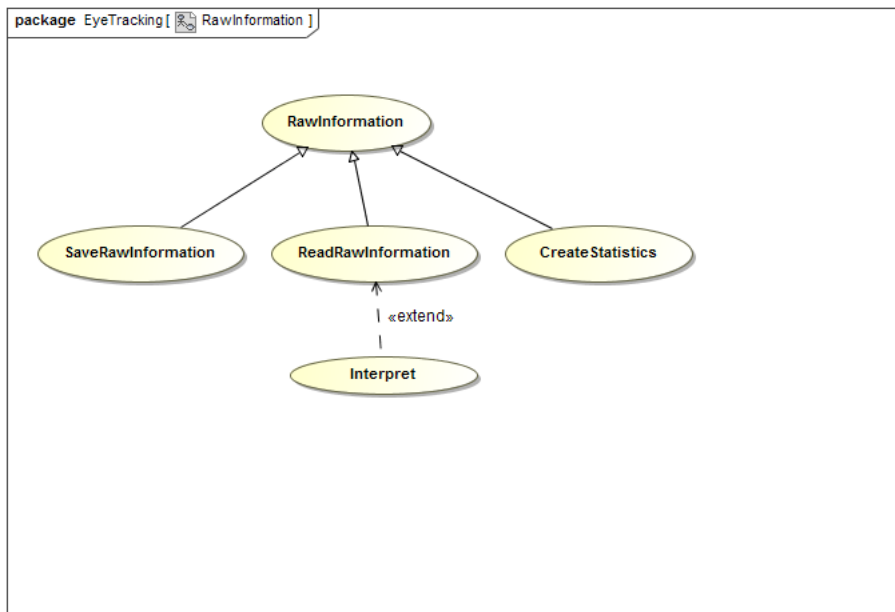 package EyeTracking [ RawInformation ]
RawInformation
SaveRawInformation
ReadRawInformation
CreateStatistics
«extend»
Interpret